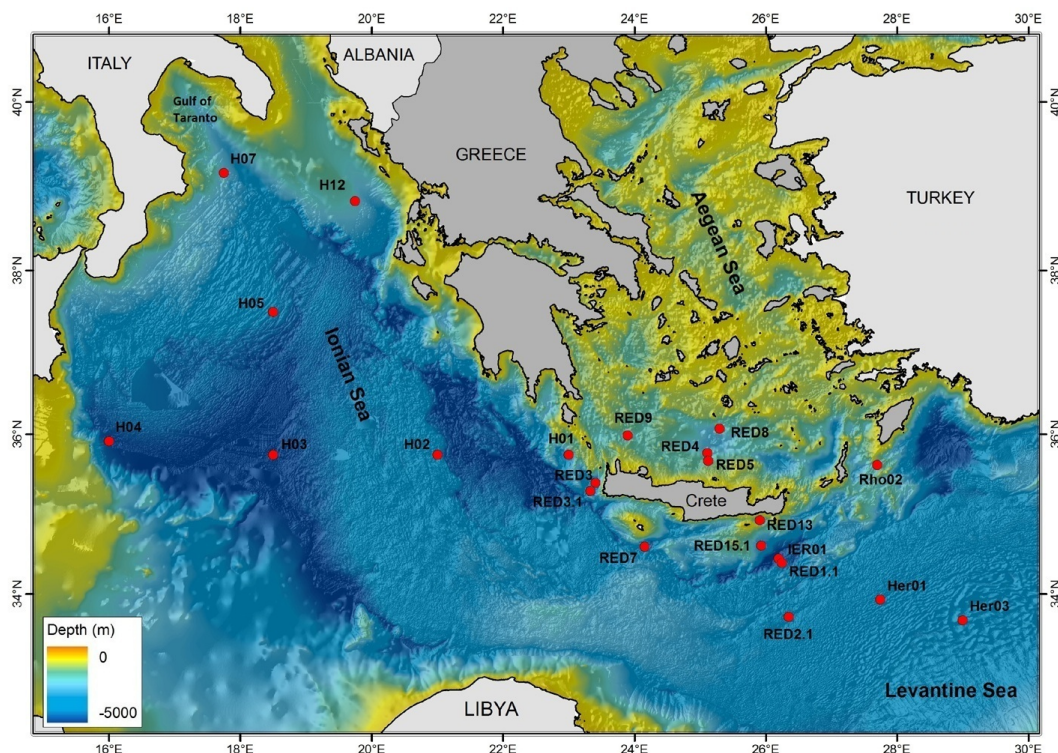 16°E 18°E 20°E 22°E 24°E 26°E 28°E 30°E
ITALY
ALBANIA
40°N
40°N
Gulf of
Taranto
GREECE
H07
H12
TURKEY
Aegean Sea
38°N
38°N
H05
Ionian Sea
H04
36°N
36°N
H03
H02
H01
RED9
RED8
RED4
RED5
RED3
RED3.1
Rho02
Crete
RED13
RED7
RED15.1
IER01
RED1.1
34°N
34°N
Her01
Her03
RED2.1
Depth (m)
0
-5000
Levantine Sea
LIBYA
16°E 18°E 20°E 22°E 24°E 26°E 28°E 30°E